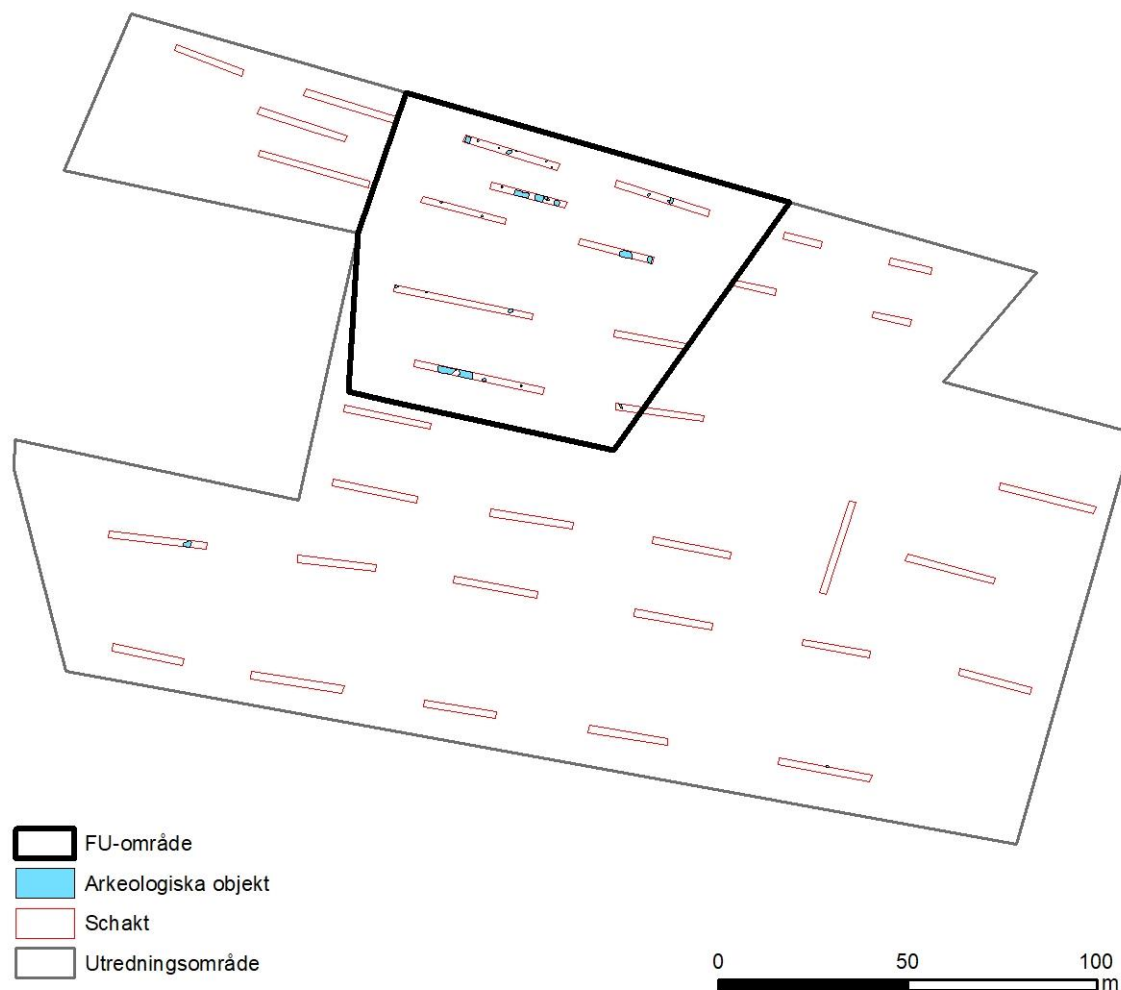 FU-område
Arkeologiska objekt
Schakt
Utredningsområde
0 50 100
m